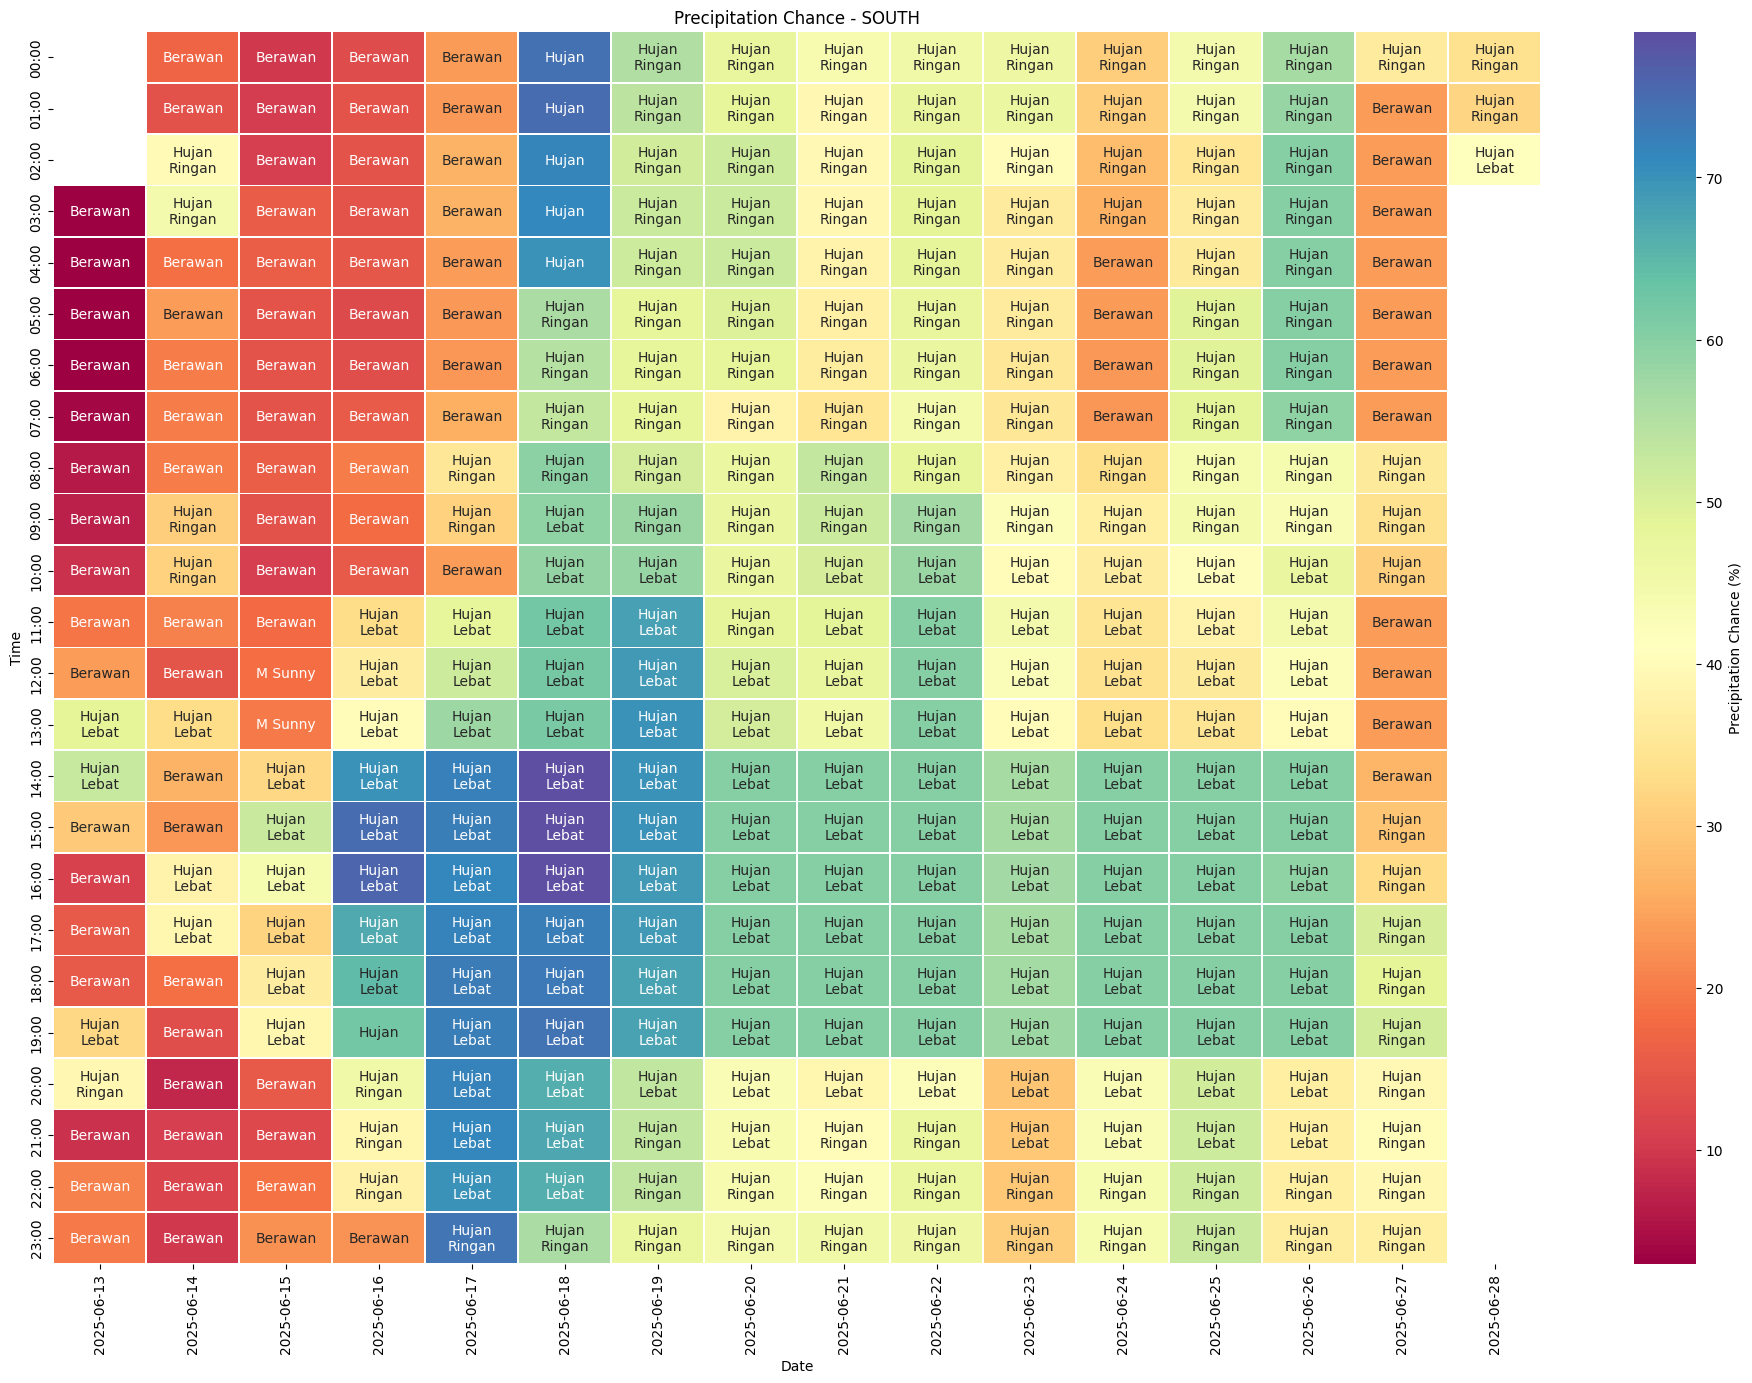 Precipitation Chance - SOUTH
00:00 Berawan Berawan Berawan Berawan Hujan Hujan Ringan Hujan Ringan Hujan Ringan Hujan Ringan Hujan Ringan Hujan Ringan Hujan Ringan Hujan Ringan Hujan Ringan Hujan Ringan
01:00 Berawan Berawan Berawan Berawan Hujan Hujan Ringan Hujan Ringan Hujan Ringan Hujan Ringan Hujan Ringan Hujan Ringan Hujan Ringan Hujan Ringan Berawan Hujan Ringan
02:00 Hujan Ringan Berawan Berawan Berawan Hujan Hujan Ringan Hujan Ringan Hujan Ringan Hujan Ringan Hujan Ringan Hujan Ringan Hujan Ringan Hujan Ringan Berawan Hujan Lebat
03:00 Berawan Hujan Ringan Berawan Berawan Berawan Hujan Hujan Ringan Hujan Ringan Hujan Ringan Hujan Ringan Hujan Ringan Hujan Ringan Hujan Ringan Hujan Ringan Berawan
04:00 Berawan Berawan Berawan Berawan Berawan Hujan Hujan Ringan Hujan Ringan Hujan Ringan Hujan Ringan Hujan Ringan Berawan Hujan Ringan Hujan Ringan Berawan
05:00 Berawan Berawan Berawan Berawan Berawan Hujan Ringan Hujan Ringan Hujan Ringan Hujan Ringan Hujan Ringan Hujan Ringan Berawan Hujan Ringan Hujan Ringan Berawan
06:00 Berawan Berawan Berawan Berawan Berawan Hujan Ringan Hujan Ringan Hujan Ringan Hujan Ringan Hujan Ringan Hujan Ringan Berawan Hujan Ringan Hujan Ringan Berawan
07:00 Berawan Berawan Berawan Berawan Berawan Hujan Ringan Hujan Ringan Hujan Ringan Hujan Ringan Hujan Ringan Hujan Ringan Berawan Hujan Ringan Hujan Ringan Berawan
08:00 Berawan Berawan Berawan Berawan Hujan Ringan Hujan Ringan Hujan Ringan Hujan Ringan Hujan Ringan Hujan Ringan Hujan Ringan Hujan Ringan Hujan Ringan Hujan Ringan Hujan Ringan
09:00 Berawan Hujan Ringan Berawan Berawan Hujan Ringan Hujan Lebat Hujan Ringan Hujan Ringan Hujan Ringan Hujan Ringan Hujan Ringan Hujan Ringan Hujan Ringan Hujan Ringan Hujan Ringan
10:00 Berawan Hujan Ringan Berawan Berawan Berawan Hujan Lebat Hujan Lebat Hujan Ringan Hujan Lebat Hujan Lebat Hujan Lebat Hujan Lebat Hujan Lebat Hujan Lebat Hujan Ringan
11:00 Berawan Berawan Berawan Hujan Lebat Hujan Lebat Hujan Lebat Hujan Lebat Hujan Ringan Hujan Lebat Hujan Lebat Hujan Lebat Hujan Lebat Hujan Lebat Hujan Lebat Berawan
12:00 Berawan Berawan M Sunny Hujan Lebat Hujan Lebat Hujan Lebat Hujan Lebat Hujan Lebat Hujan Lebat Hujan Lebat Hujan Lebat Hujan Lebat Hujan Lebat Hujan Lebat Berawan
13:00 Hujan Lebat Hujan Lebat M Sunny Hujan Lebat Hujan Lebat Hujan Lebat Hujan Lebat Hujan Lebat Hujan Lebat Hujan Lebat Hujan Lebat Hujan Lebat Hujan Lebat Hujan Lebat Berawan
14:00 Hujan Lebat Berawan Hujan Lebat Hujan Lebat Hujan Lebat Hujan Lebat Hujan Lebat Hujan Lebat Hujan Lebat Hujan Lebat Hujan Lebat Hujan Lebat Hujan Lebat Hujan Lebat Berawan
15:00 Berawan Berawan Hujan Lebat Hujan Lebat Hujan Lebat Hujan Lebat Hujan Lebat Hujan Lebat Hujan Lebat Hujan Lebat Hujan Lebat Hujan Lebat Hujan Lebat Hujan Lebat Hujan Ringan
16:00 Berawan Hujan Lebat Hujan Lebat Hujan Lebat Hujan Lebat Hujan Lebat Hujan Lebat Hujan Lebat Hujan Lebat Hujan Lebat Hujan Lebat Hujan Lebat Hujan Lebat Hujan Lebat Hujan Ringan
17:00 Berawan Hujan Lebat Hujan Lebat Hujan Lebat Hujan Lebat Hujan Lebat Hujan Lebat Hujan Lebat Hujan Lebat Hujan Lebat Hujan Lebat Hujan Lebat Hujan Lebat Hujan Lebat Hujan Ringan
18:00 Berawan Berawan Hujan Lebat Hujan Lebat Hujan Lebat Hujan Lebat Hujan Lebat Hujan Lebat Hujan Lebat Hujan Lebat Hujan Lebat Hujan Lebat Hujan Lebat Hujan Lebat Hujan Ringan
19:00 Hujan Lebat Berawan Hujan Lebat Hujan Hujan Lebat Hujan Lebat Hujan Lebat Hujan Lebat Hujan Lebat Hujan Lebat Hujan Lebat Hujan Lebat Hujan Lebat Hujan Lebat Hujan Ringan
20:00 Hujan Ringan Berawan Berawan Hujan Ringan Hujan Lebat Hujan Lebat Hujan Lebat Hujan Lebat Hujan Lebat Hujan Lebat Hujan Lebat Hujan Lebat Hujan Lebat Hujan Lebat Hujan Ringan
21:00 Berawan Berawan Berawan Hujan Ringan Hujan Lebat Hujan Lebat Hujan Ringan Hujan Lebat Hujan Ringan Hujan Ringan Hujan Lebat Hujan Lebat Hujan Lebat Hujan Lebat Hujan Ringan
22:00 Berawan Berawan Berawan Hujan Ringan Hujan Lebat Hujan Lebat Hujan Ringan Hujan Ringan Hujan Ringan Hujan Ringan Hujan Ringan Hujan Ringan Hujan Ringan Hujan Ringan Hujan Ringan
23:00 Berawan Berawan Berawan Berawan Hujan Ringan Hujan Ringan Hujan Ringan Hujan Ringan Hujan Ringan Hujan Ringan Hujan Ringan Hujan Ringan Hujan Ringan Hujan Ringan Hujan Ringan
Time
2025-06-13 2025-06-14 2025-06-15 2025-06-16 2025-06-17 2025-06-18 2025-06-19 2025-06-20 2025-06-21 2025-06-22 2025-06-23 2025-06-24 2025-06-25 2025-06-26 2025-06-27 2025-06-28
Date
70
60
50
40
30
20
10
Precipitation Chance (%)